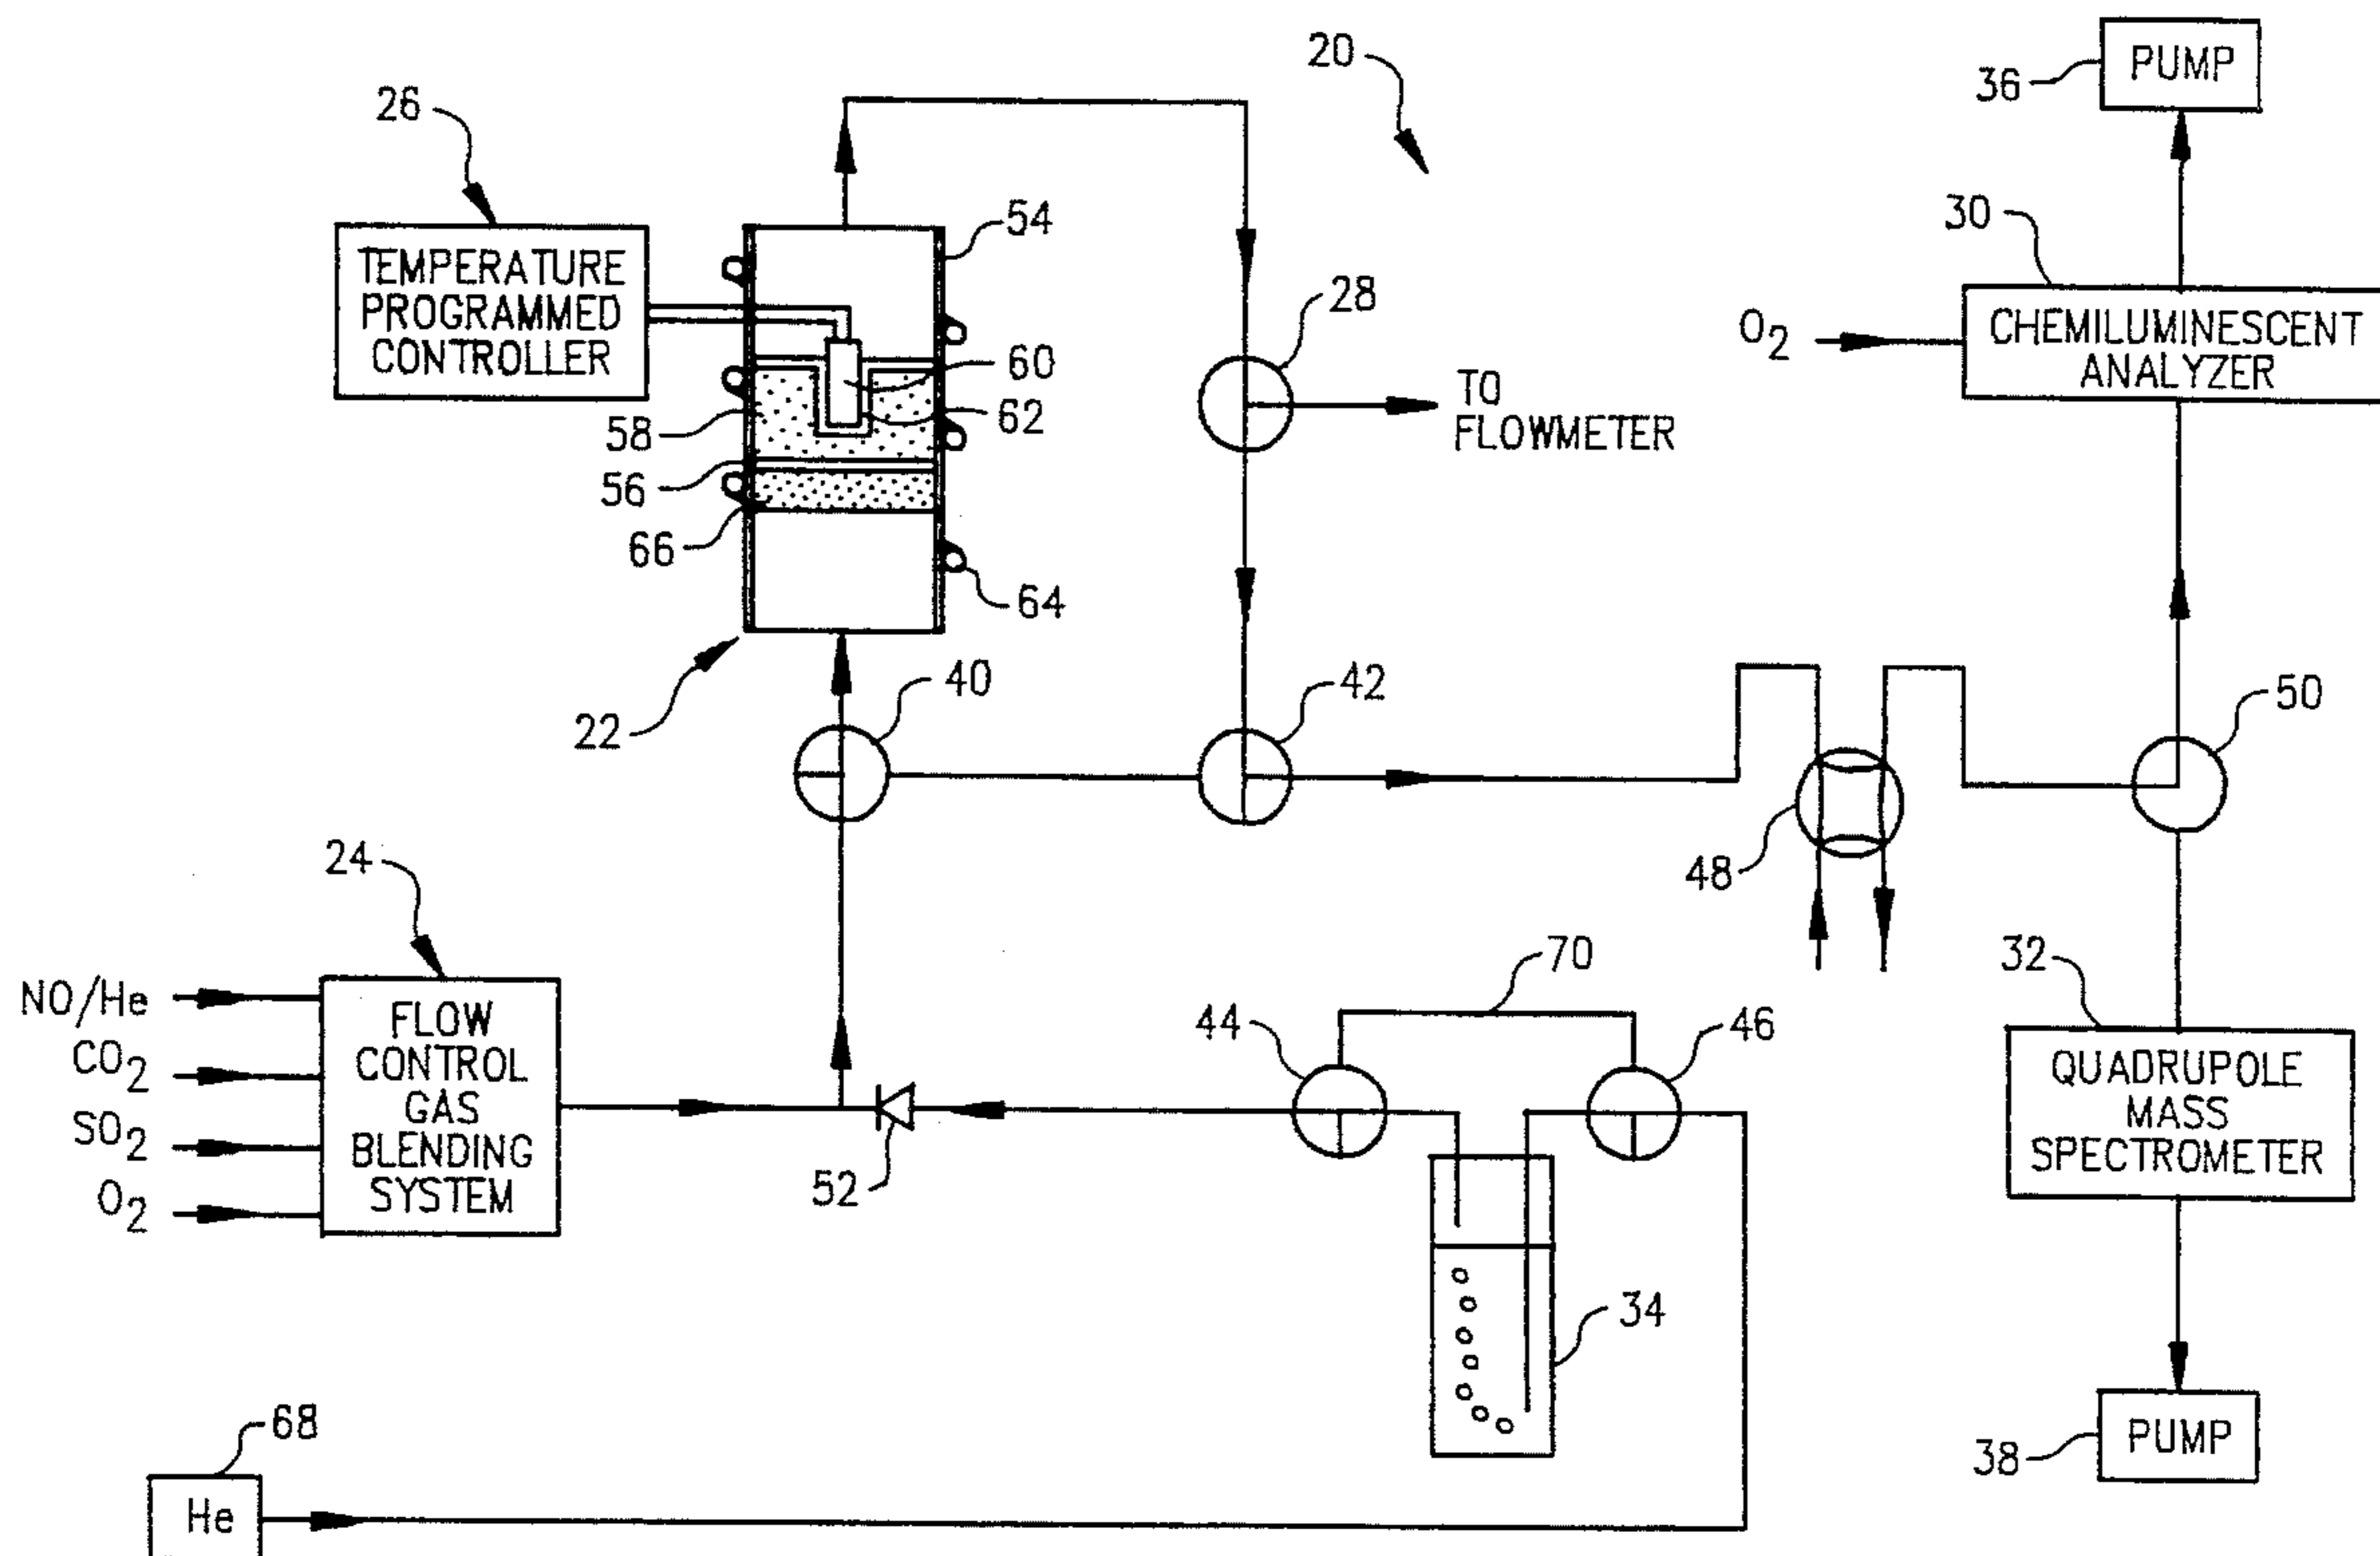 20
PUMP
36
26
54
30
TEMPERATURE
PROGRAMMED
CONTROLLER
28
O2
CHEMILUMINESCENT
ANALYZER
60
62
TO
FLOWMETER
58
56
66
64
40
42
50
22
48
24
32
70
NO/He
CO2
SO2
O2
FLOW
CONTROL
GAS
BLENDING
SYSTEM
44
46
52
QUADRUPOLE
MASS
SPECTROMETER
34
68
He
38
PUMP